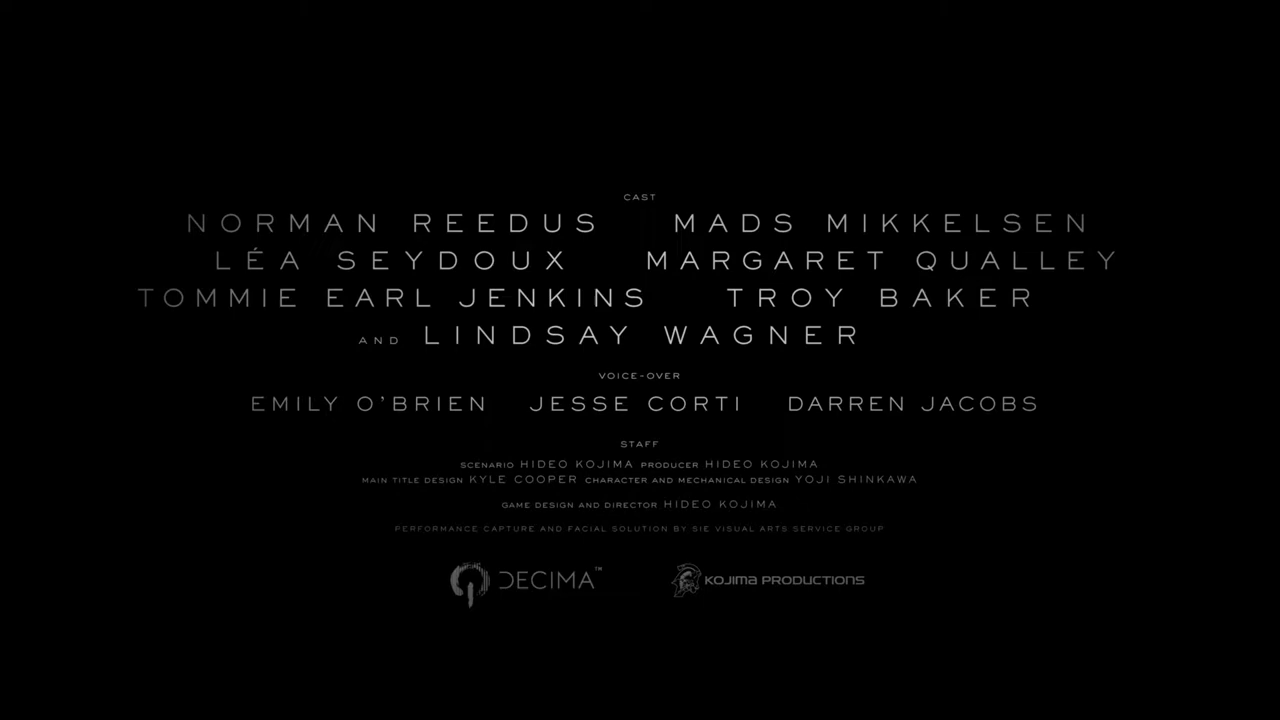 CAST
NORMAN REEDUS MADS MIKKELSEN
LÉA SEYDOUX MARGARET QUALLEY
TOMMIE EARL JENKINS TROY BAKER
AND LINDSAY WAGNER
VOICE-OVER
EMILY O'BRIEN JESSE CORTI DARREN JACOBS
STAFF
SCENARIO HIDEO KOJIMA PRODUCER HIDEO KOJIMA
MAIN TITLE DESIGN KYLE COOPER CHARACTER AND MECHANICAL DESIGN YOJI SHINKAWA
GAME DESIGN AND DIRECTOR HIDEO KOJIMA
PERFORMANCE CAPTURE AND FACIAL SOLUTION BY SIE VISUAL ARTS SERVICE GROUP
DECIMA™ KOJIMA PRODUCTIONS